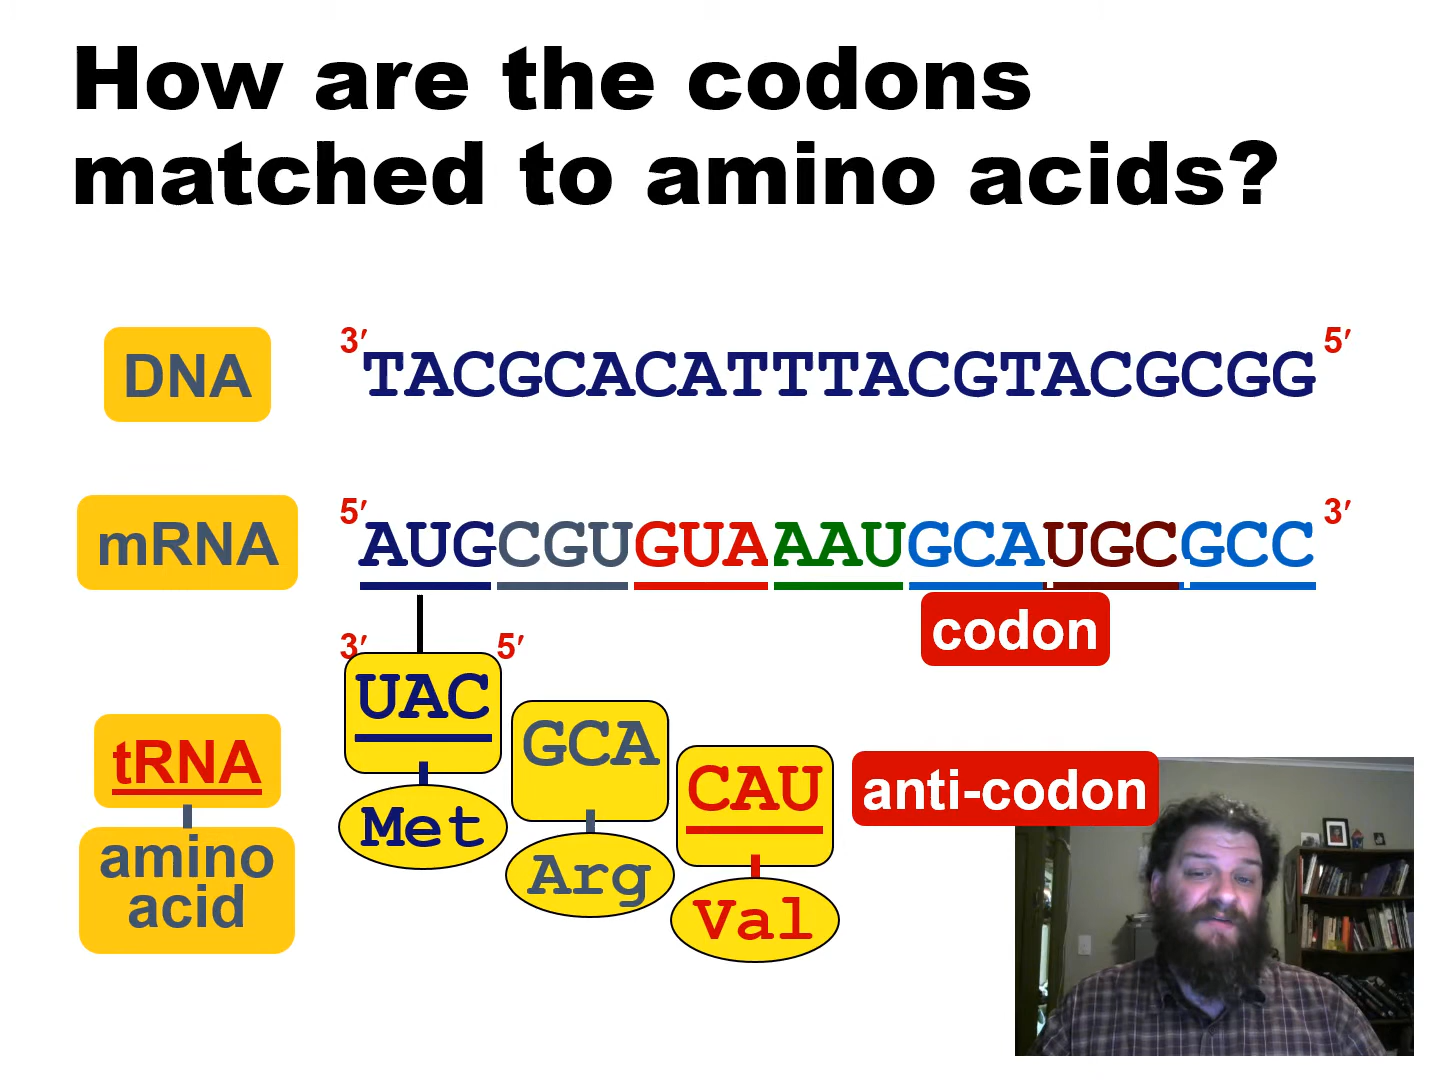 How are the codons
matched to amino acids?
DNA
3′ TACGCACATTTACGTACGCGG 5′
mRNA
5′ AUGCGUGUAAAUGCAUGCGCC 3′
codon
3′ 5′
UAC
GCA
CAU
tRNA
anti-codon
amino
acid
Met
Arg
Val